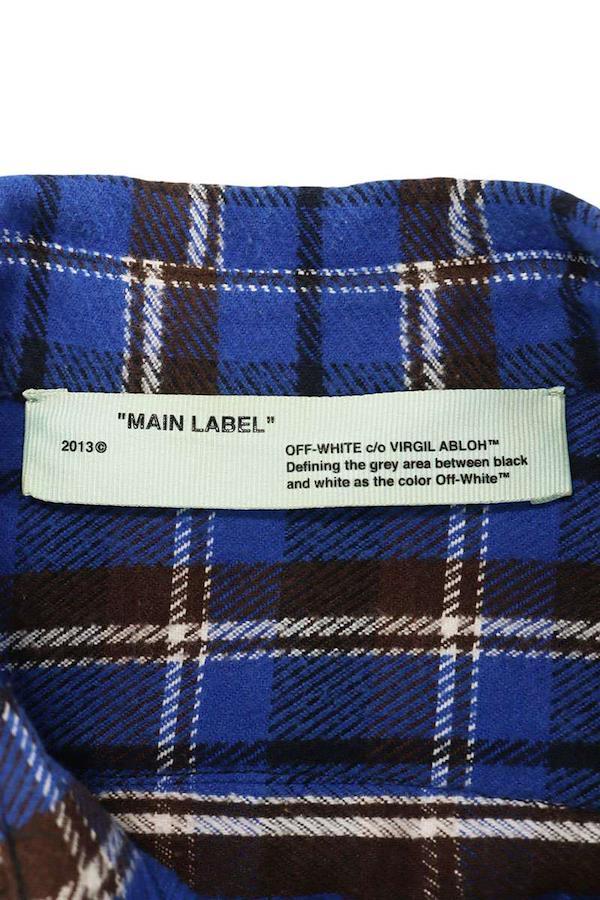 "MAIN LABEL"
2013©
OFF-WHITE c/o VIRGIL ABLOH™
Defining the grey area between black
and white as the color Off-White™